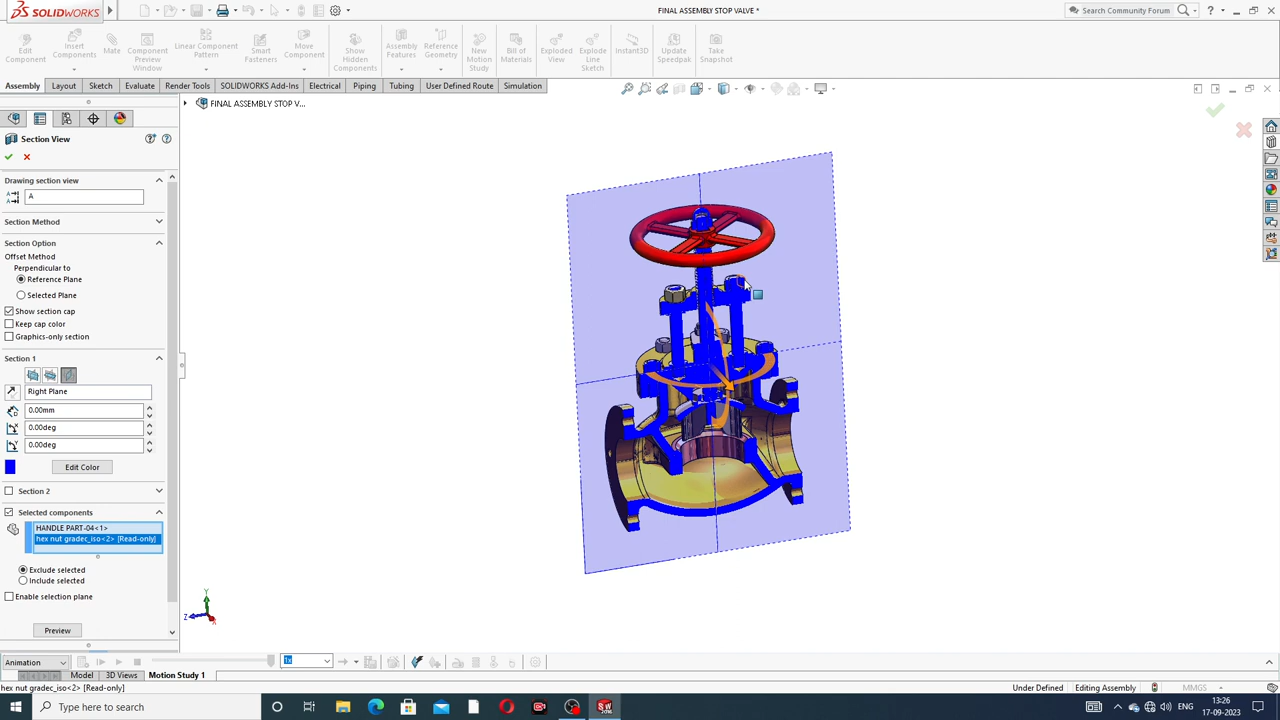 SOLIDWORKS
FINAL ASSEMBLY STOP VALVE *
Search Community Forum
Edit Component
Insert Components
Mate
Component Preview Window
Linear Component Pattern
Smart Fasteners
Move Component
Show Hidden Components
Assembly Features
Reference Geometry
New Motion Study
Bill of Materials
Exploded View
Explode Line Sketch
Instant3D
Update Speedpak
Take Snapshot
Assembly Layout Sketch Evaluate Render Tools SOLIDWORKS Add-Ins Electrical Piping Tubing User Defined Route Simulation
FINAL ASSEMBLY STOP V...
Section View
Drawing section view
A
Section Method
Section Option
Offset Method
Perpendicular to
Reference Plane
Selected Plane
Show section cap
Keep cap color
Graphics-only section
Section 1
Right Plane
0.00mm
0.00deg
0.00deg
Edit Color
Section 2
Selected components
HANDLE PART-04<1>
hex nut gradec_iso<2> [Read-only]
Exclude selected
Include selected
Enable selection plane
Preview
Y
Z
X
Animation
1x
Model 3D Views Motion Study 1
hex nut gradec_iso<2> [Read-only]
Under Defined Editing Assembly MMGS
Type here to search
ENG
13:26
17-09-2023